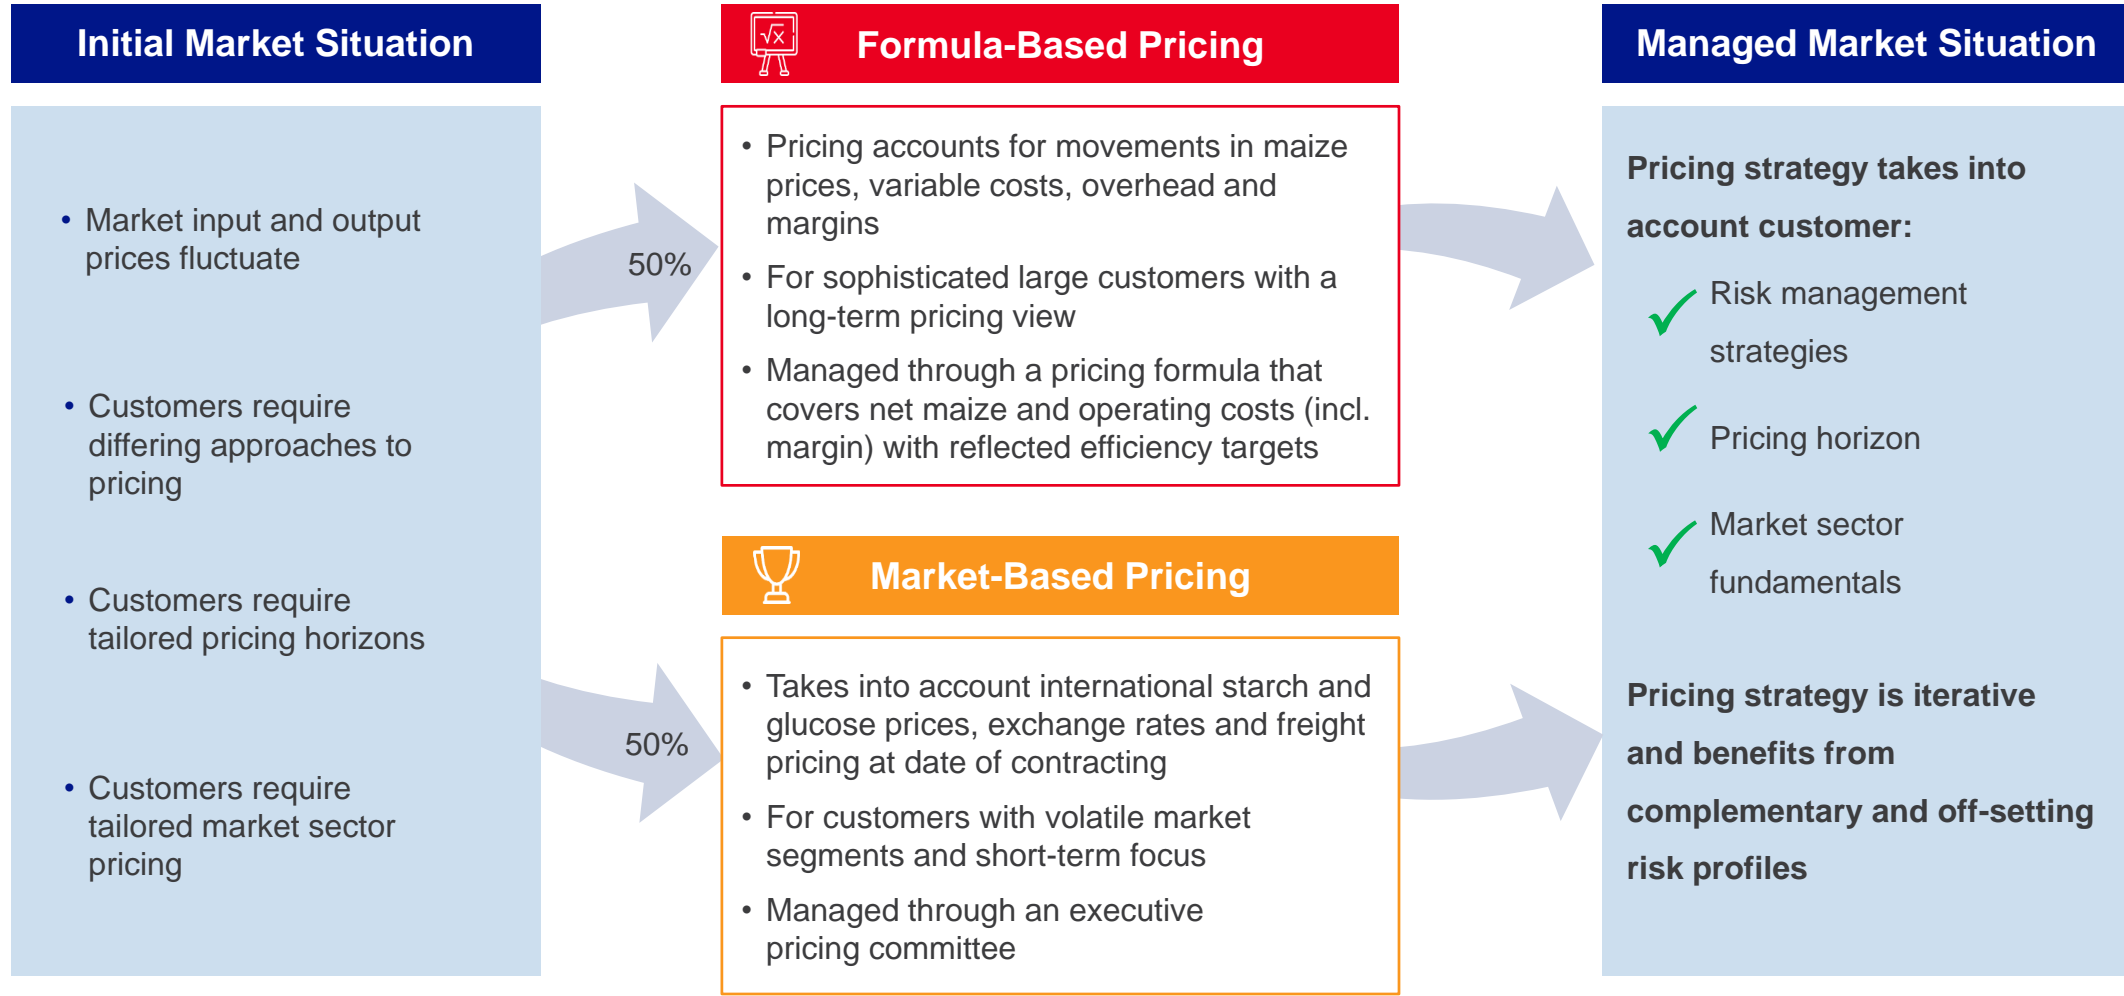 Initial Market Situation
• Market input and output
prices fluctuate
• Customers require
differing approaches to
pricing
• Customers require
tailored pricing horizons
• Customers require
tailored market sector
pricing
50%
50%
√x
Formula-Based Pricing
• Pricing accounts for movements in maize
prices, variable costs, overhead and
margins
• For sophisticated large customers with a
long-term pricing view
• Managed through a pricing formula that
covers net maize and operating costs (incl.
margin) with reflected efficiency targets
Market-Based Pricing
• Takes into account international starch and
glucose prices, exchange rates and freight
pricing at date of contracting
• For customers with volatile market
segments and short-term focus
• Managed through an executive
pricing committee
Managed Market Situation
Pricing strategy takes into
account customer:
Risk management
strategies
Pricing horizon
Market sector
fundamentals
Pricing strategy is iterative
and benefits from
complementary and off-setting
risk profiles